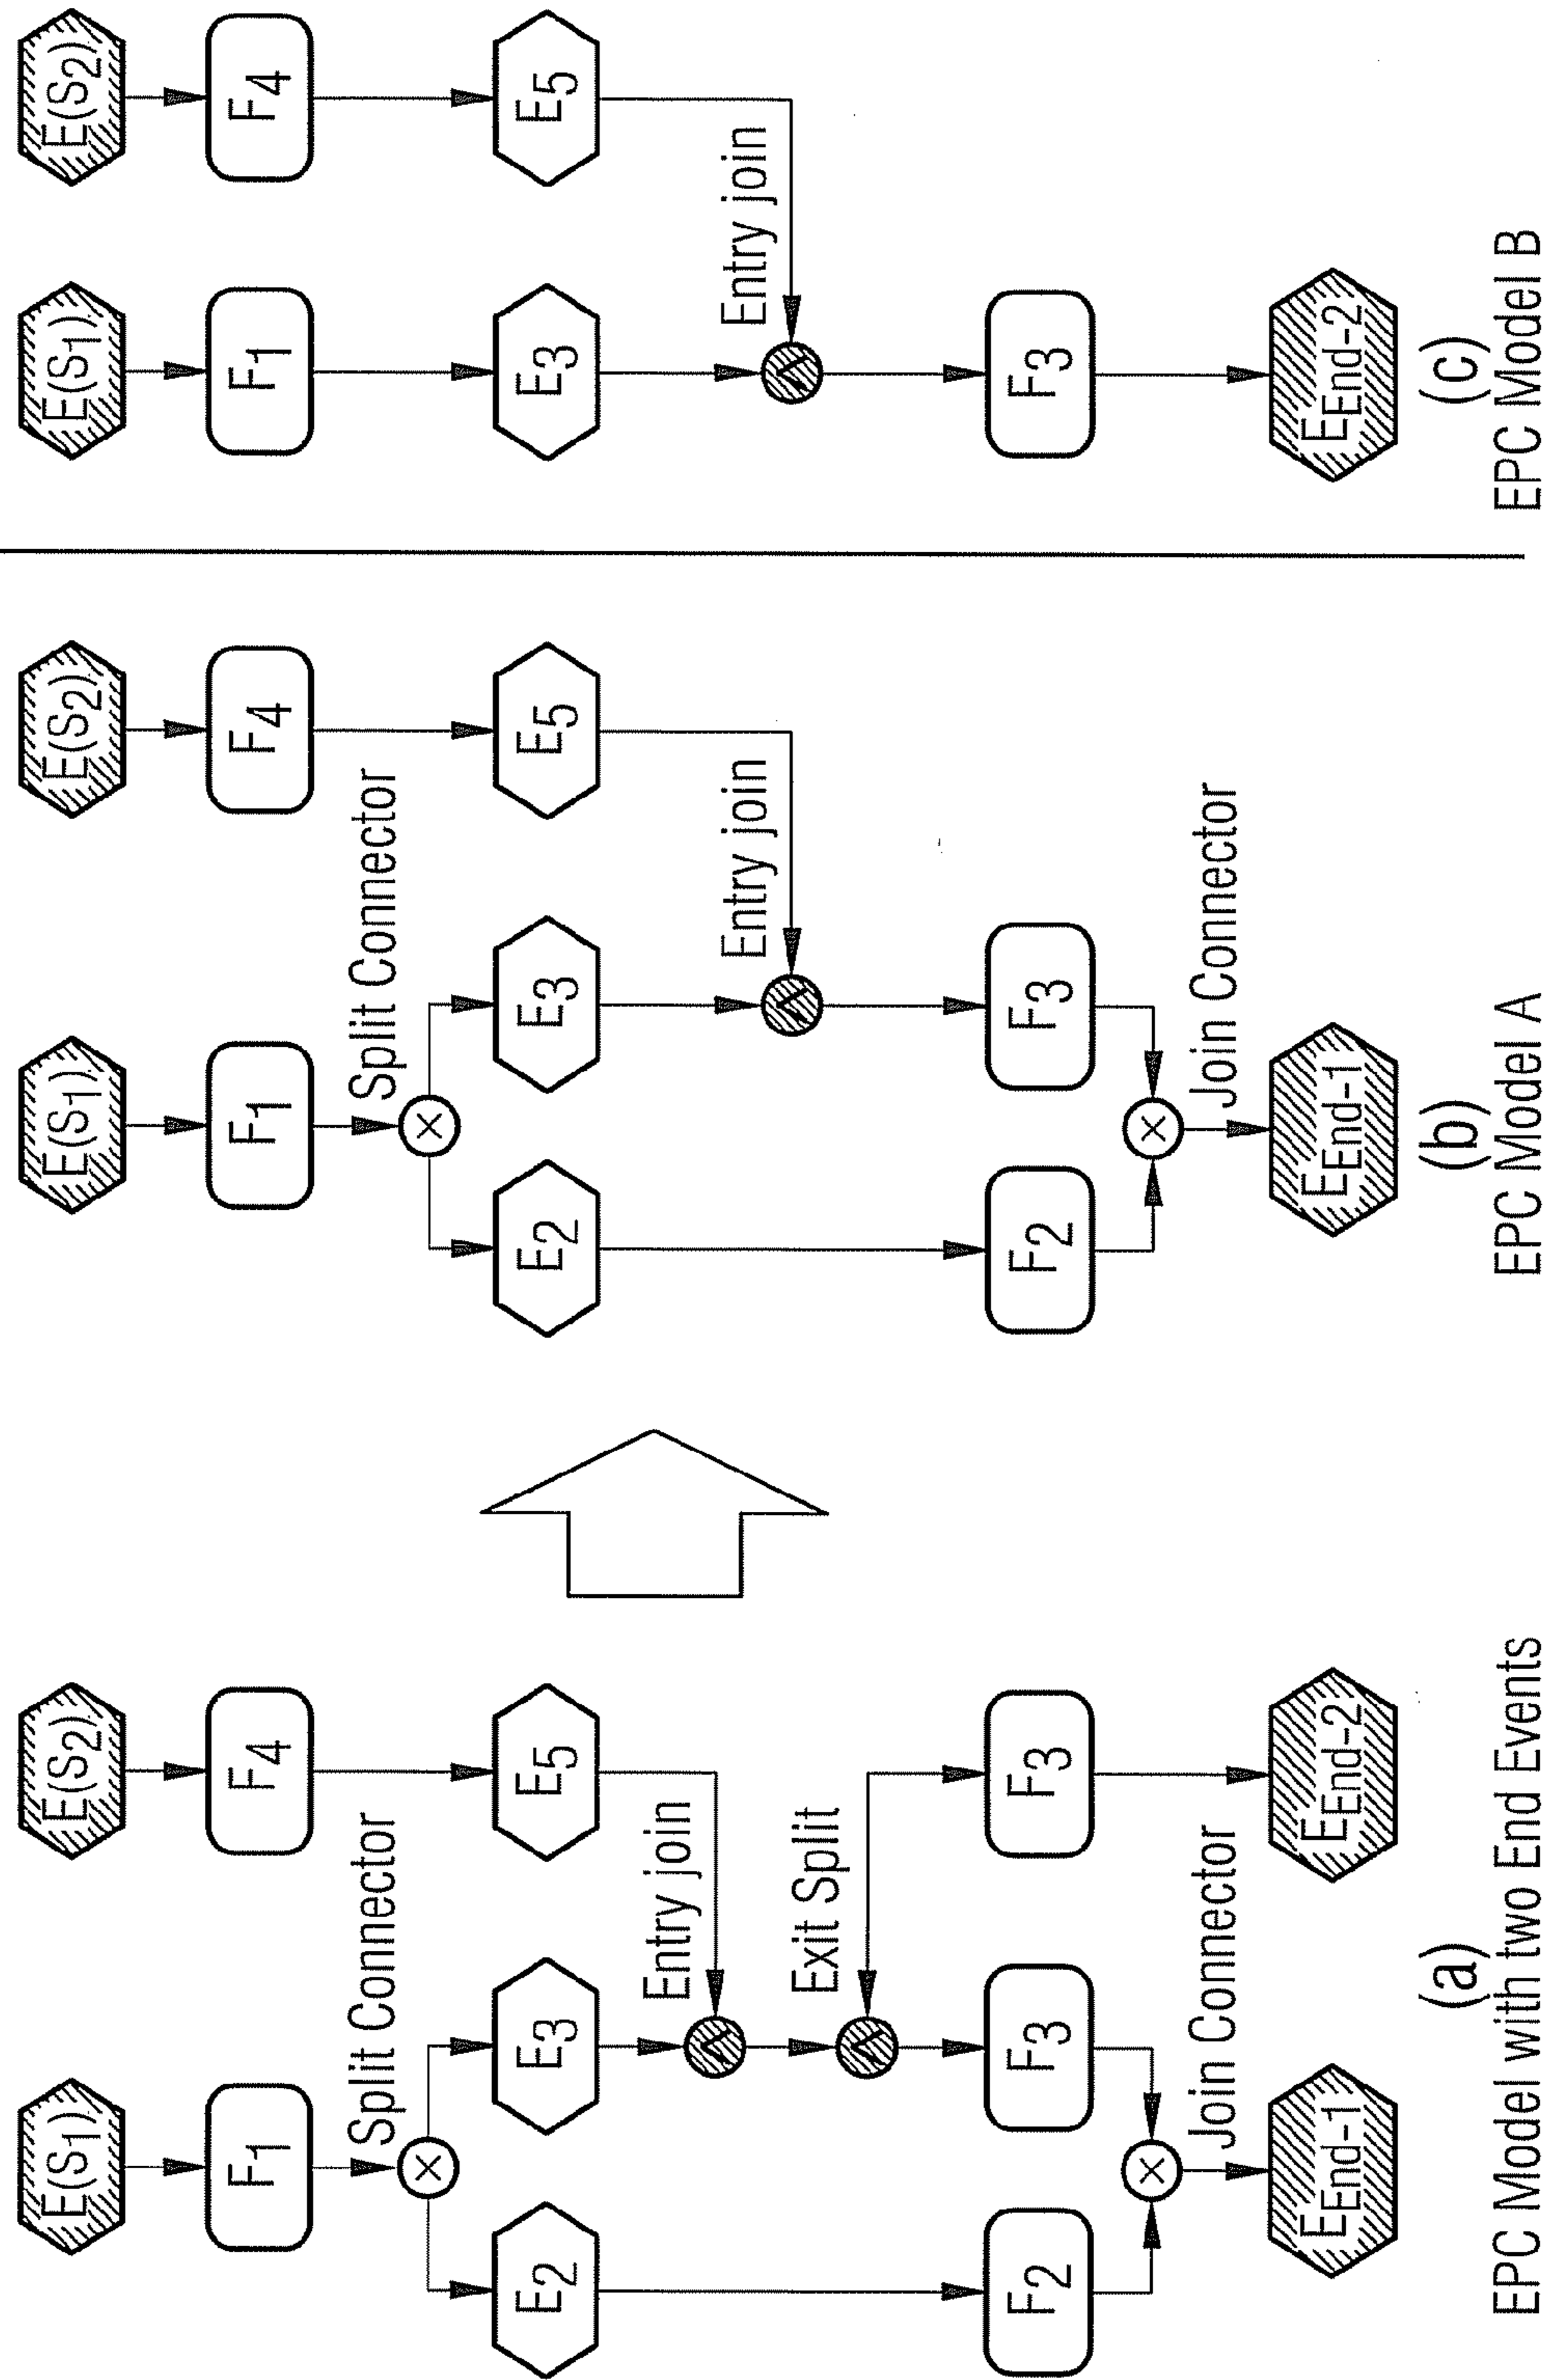 E(S1)
E(S2)
F1
F4
Split Connector
E2
E3
E5
Entry join
Exit Split
F2
F3
F3
Join Connector
EEnd-1
EEnd-2
(a)
EPC Model with two End Events
E(S1)
E(S2)
F1
F4
Split Connector
E2
E3
E5
Entry join
F2
F3
Join Connector
EEnd-1
(b)
EPC Model A
E(S1)
E(S2)
F1
F4
E3
E5
Entry join
F3
EEnd-2
(c)
EPC Model B